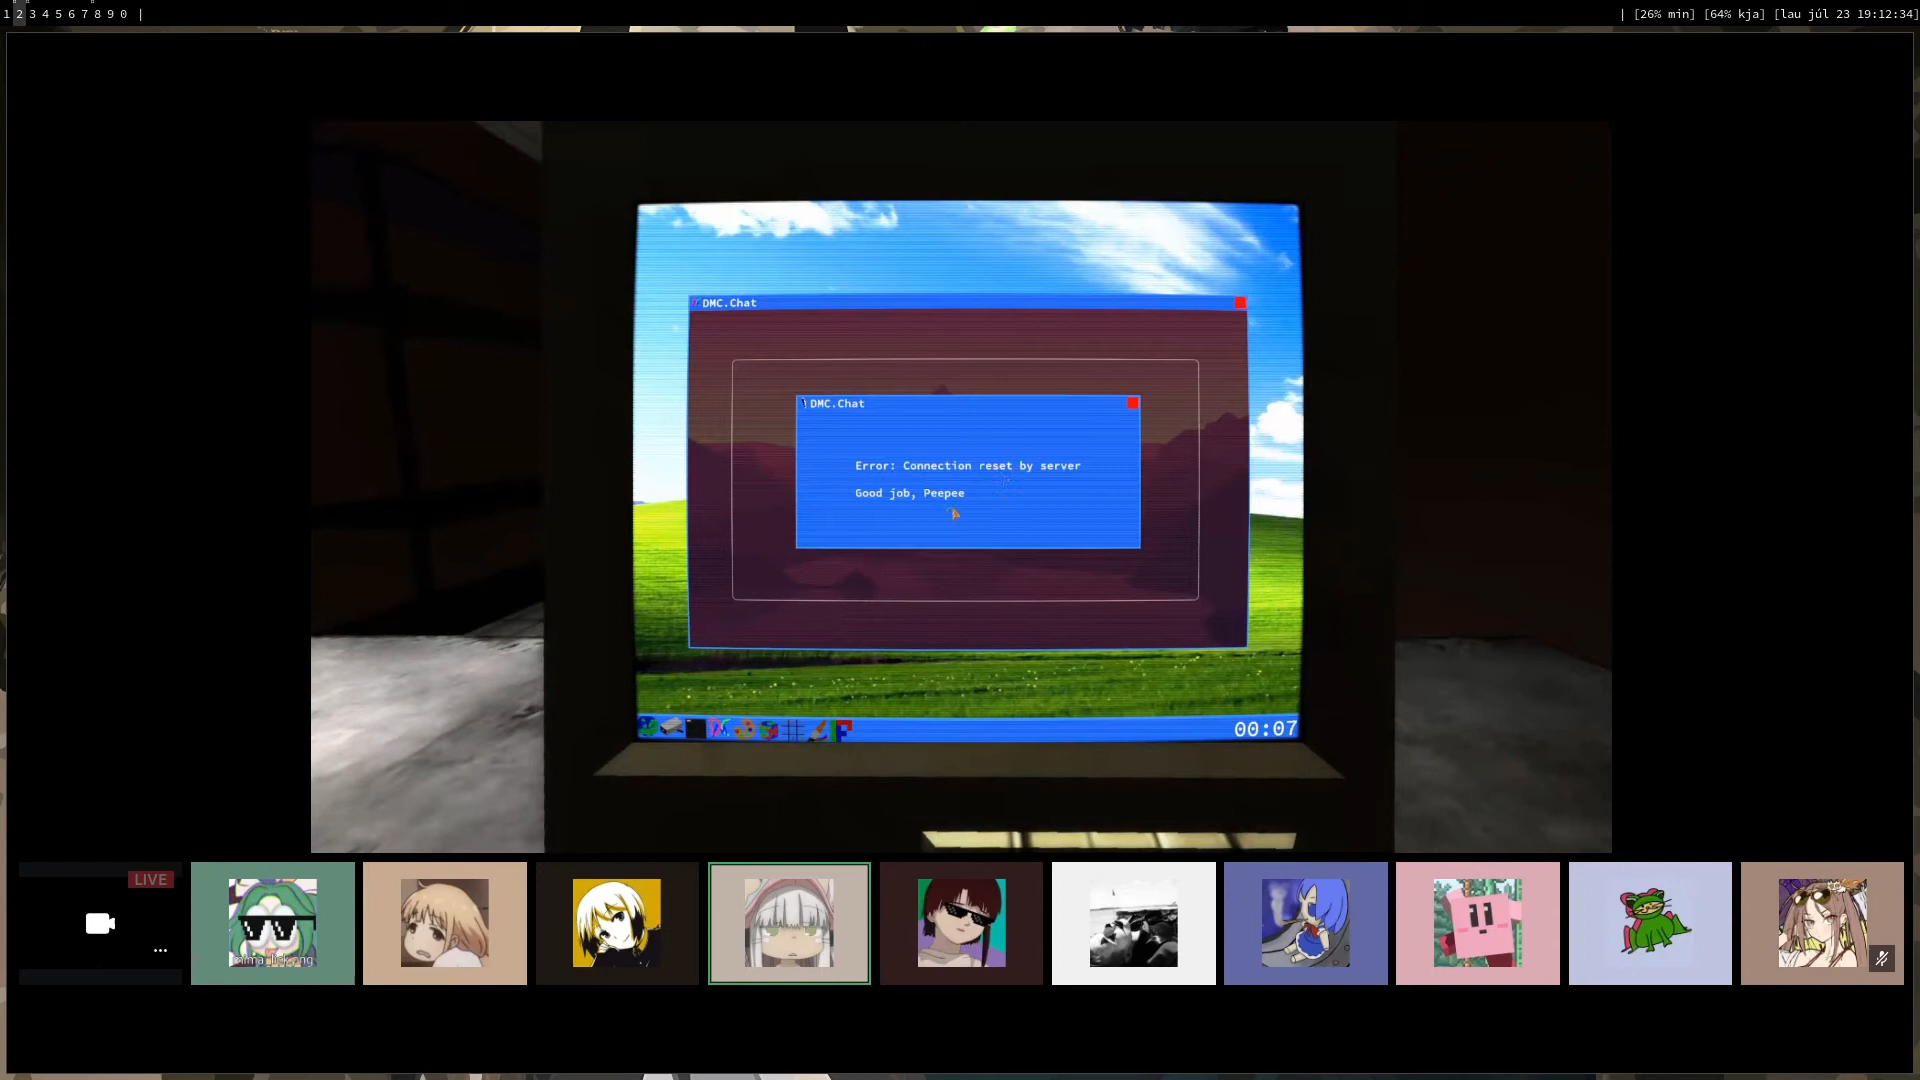 1 2 3 4 5 6 7 8 9 0 |
| [26% min] [64% kja] [lau júl 23 19:12:34]
DMC.Chat
DMC.Chat
Error: Connection reset by server
Good job, Peepee
00:07
LIVE
...